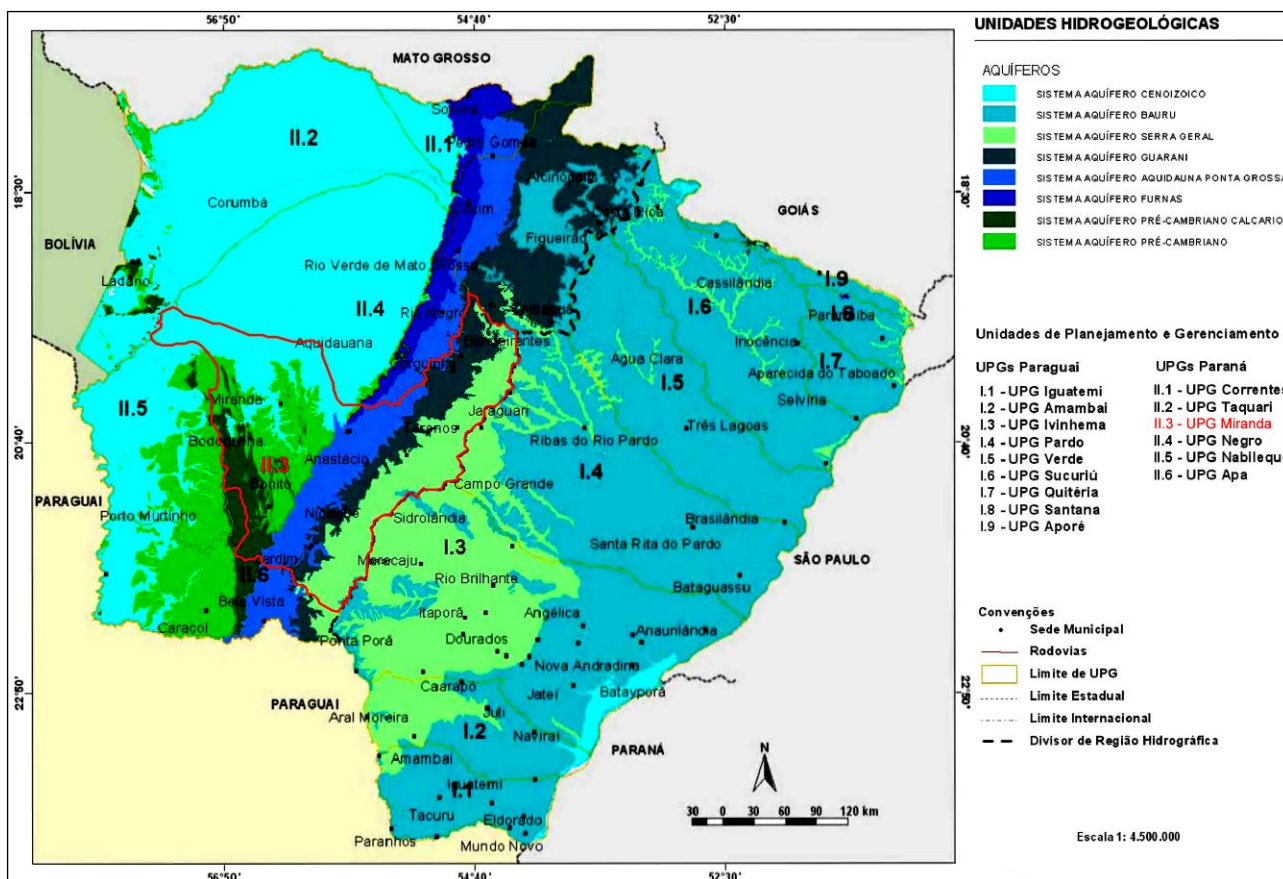 56°50'
54°40'
52°30'
MATO GROSSO
II.2
II.1
Pedro Gomes
Alcinópolis
18°30'
18°30'
Corumbá
Costa Rica
GOIÁS
BOLÍVIA
Figueirão
Rio Verde de Mato Grosso
Ladário
Cassilândia
I.9
II.4
I.6
Rio Negro
Aquidauana
Bandeirantes
Inocência
Água Clara
I.7
II.5
I.5
Aparecida do Taboado
Miranda
Selvíria
Jaraguari
Bodoquena
Terenos
Ribas do Rio Pardo
Três Lagoas
20°40'
20°40'
II.3
Anastácio
I.4
PARAGUAI
Bonito
Campo Grande
Porto Murtinho
Sidrolândia
Brasilândia
I.3
Santa Rita do Pardo
SÃO PAULO
Jardim
Maracaju
II.6
Rio Brilhante
Bataguassu
Bela Vista
Itaporã
Angélica
Caracol
Anaurilândia
Ponta Porã
Dourados
Nova Andradina
22°50'
22°50'
PARAGUAI
Caarapó
Jateí
Batayporã
Aral Moreira
Juti
I.2
Naviraí
PARANÁ
Amambai
Iguatemi
I.1
Tacuru
Eldorado
Paranhos
Mundo Novo
N
30 0 30 60 90 120 km
56°50'
54°40'
52°30'
UNIDADES HIDROGEOLÓGICAS
AQUÍFEROS
SISTEMA AQUÍFERO CENOIZOICO
SISTEMA AQUÍFERO BAURU
SISTEMA AQUÍFERO SERRA GERAL
SISTEMA AQUÍFERO GUARANI
SISTEMA AQUÍFERO AQUIDAUNA PONTA GROSSA
SISTEMA AQUÍFERO FURNAS
SISTEMA AQUÍFERO PRÉ-CAMBRIANO CALCARIO
SISTEMA AQUÍFERO PRÉ-CAMBRIANO
Unidades de Planejamento e Gerenciamento
UPGs Paraguai
I.1 - UPG Iguatemi
I.2 - UPG Amambai
I.3 - UPG Ivinhema
I.4 - UPG Pardo
I.5 - UPG Verde
I.6 - UPG Sucuriú
I.7 - UPG Quitéria
I.8 - UPG Santana
I.9 - UPG Aporé
UPGs Paraná
II.1 - UPG Correntes
II.2 - UPG Taquari
II.3 - UPG Miranda
II.4 - UPG Negro
II.5 - UPG Nabileque
II.6 - UPG Apa
Convenções
Sede Municipal
Rodovias
Limite de UPG
Limite Estadual
Limite Internacional
Divisor de Região Hidrográfica
Escala 1: 4.500.000